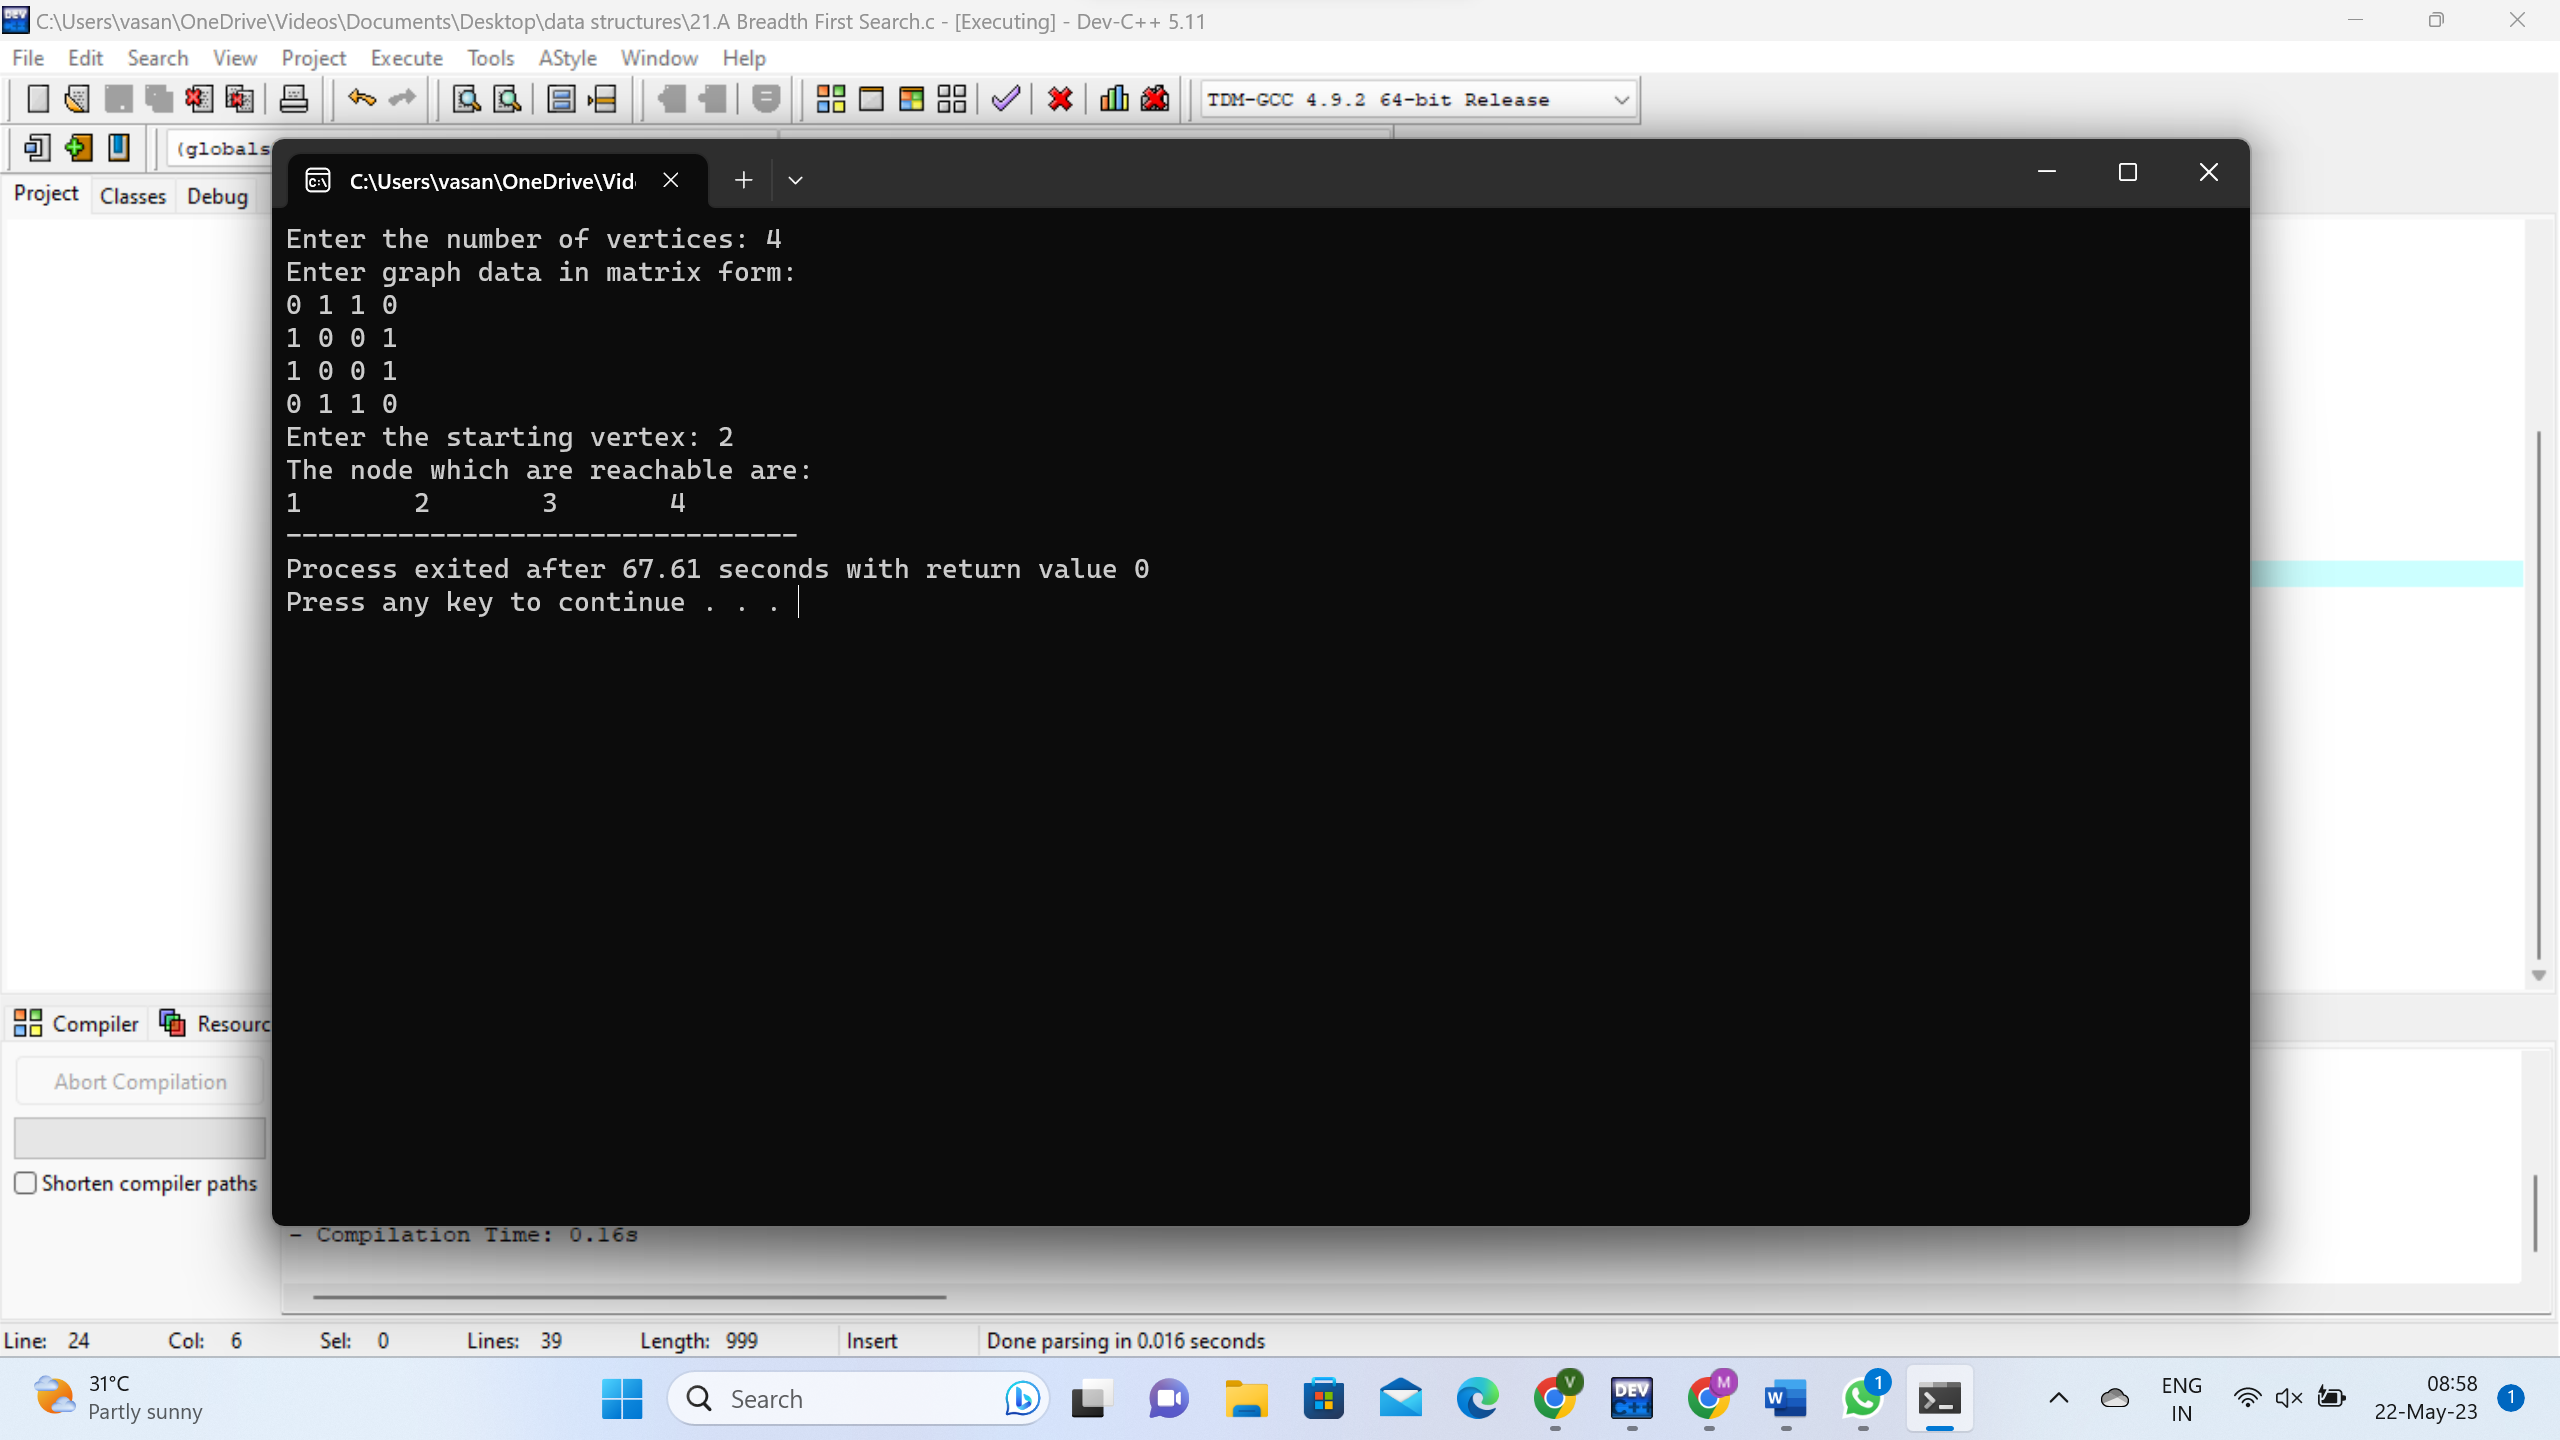 C:\Users\vasan\OneDrive\Videos\Documents\Desktop\data structures\21.A Breadth First Search.c - [Executing] - Dev-C++ 5.11
File Edit Search View Project Execute Tools AStyle Window Help
TDM-GCC 4.9.2 64-bit Release
(globals
Project Classes Debug
C:\Users\vasan\OneDrive\Vid
Enter the number of vertices: 4
Enter graph data in matrix form:
0 1 1 0
1 0 0 1
1 0 0 1
0 1 1 0
Enter the starting vertex: 2
The node which are reachable are:
1 2 3 4
--------------------------------
Process exited after 67.61 seconds with return value 0
Press any key to continue . . .
Compiler Resourc
Abort Compilation
Shorten compiler paths
- Compilation Time: 0.16s
Line: 24 Col: 6 Sel: 0 Lines: 39 Length: 999 Insert Done parsing in 0.016 seconds
31°C
Partly sunny
Search
V
DEV
C++
M
W
1
ENG
IN
08:58
22-May-23
1